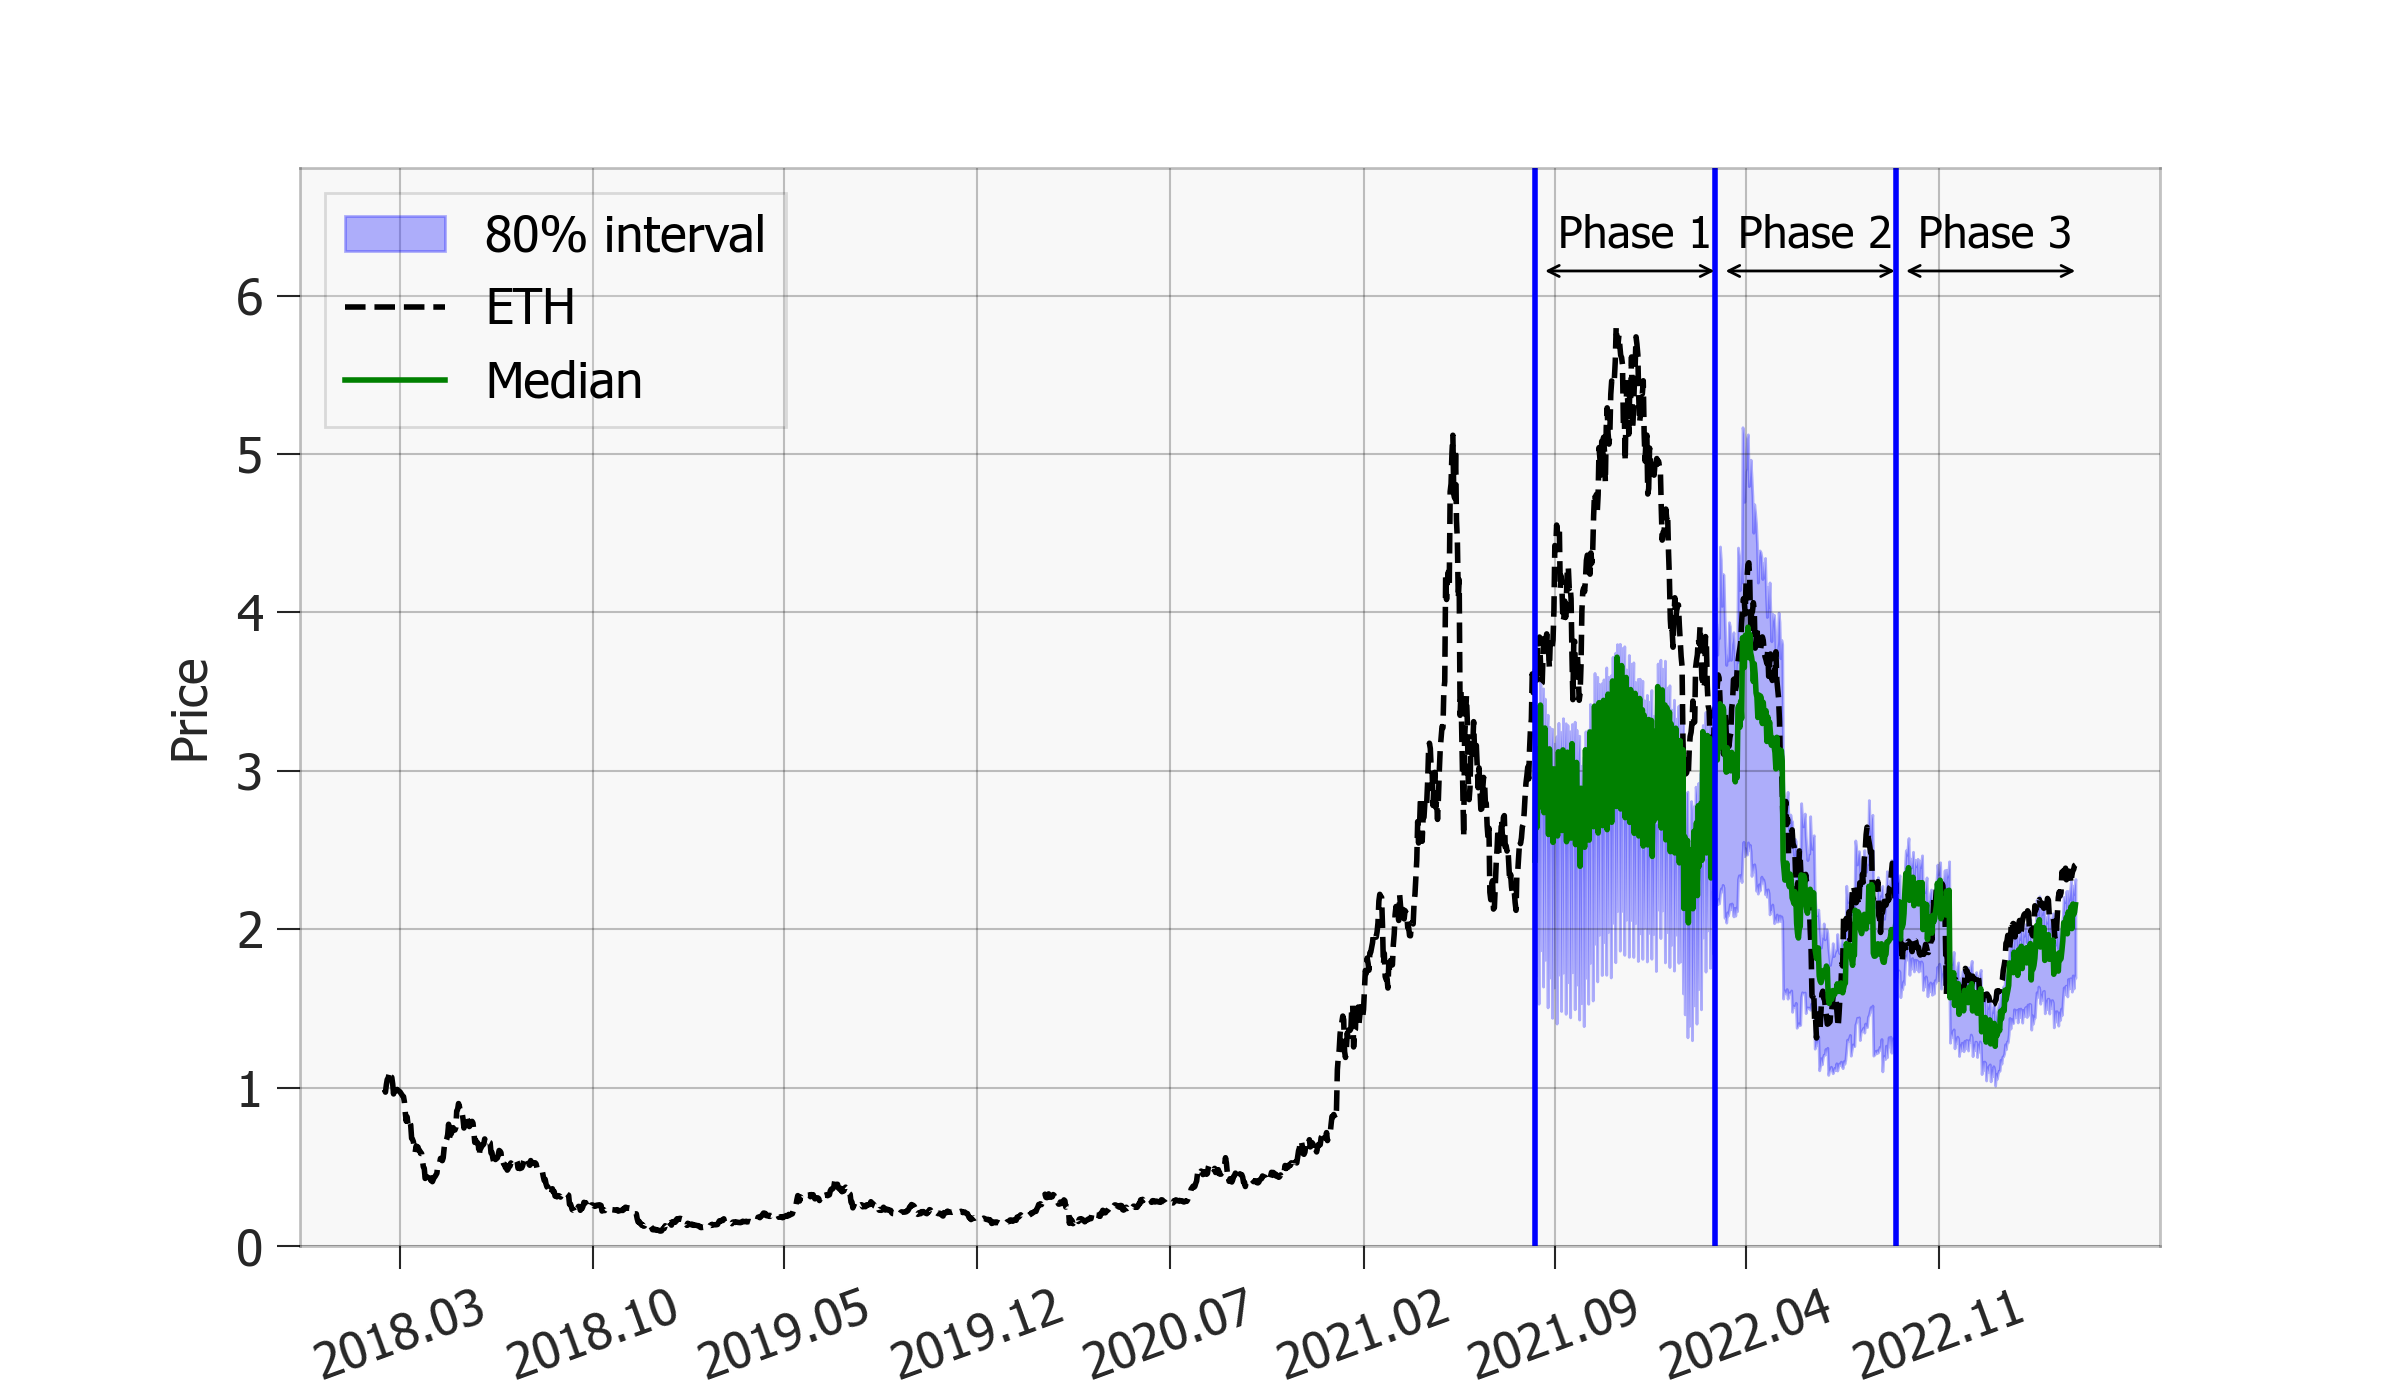 80% interval
ETH
Median
Phase 1
Phase 2
Phase 3
Price
6
5
4
3
2
1
0
2018.03
2018.10
2019.05
2019.12
2020.07
2021.02
2021.09
2022.04
2022.11